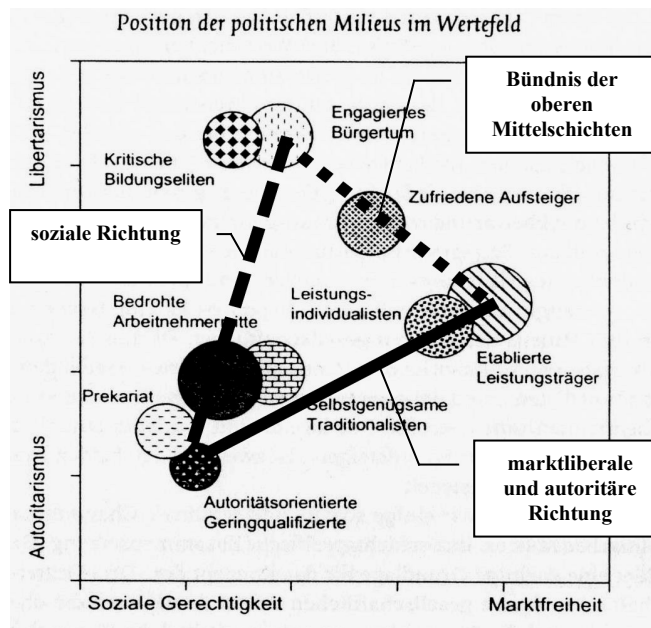 Position der politischen Milieus im Wertefeld
Bündnis der
oberen
Mittelschichten
Engagiertes
Bürgertum
Kritische
Bildungseliten
Zufriedene Aufsteiger
soziale Richtung
Bedrohte
Arbeitnehmermitte
Leistungs-
individualisten
Etablierte
Leistungsträger
Prekariat
Selbstgenügsame
Traditionalisten
marktliberale
und autoritäre
Richtung
Autoritätsorientierte
Geringqualifizierte
Libertarismus
Autoritarismus
Soziale Gerechtigkeit
Marktfreiheit